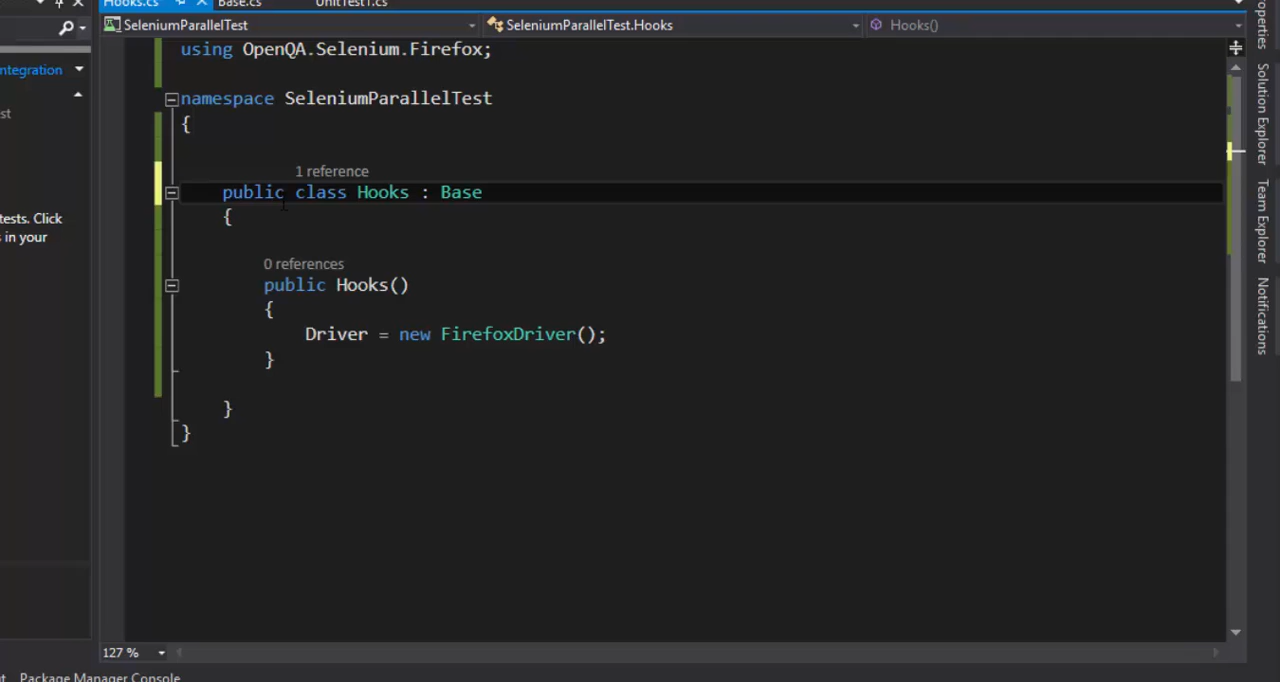 Hooks.cs Base.cs UnitTest1.cs
SeleniumParallelTest SeleniumParallelTest.Hooks Hooks()
using OpenQA.Selenium.Firefox;
namespace SeleniumParallelTest
{
1 reference
public class Hooks : Base
{
0 references
public Hooks()
{
Driver = new FirefoxDriver();
}
}
}
ntegration
st
tests. Click
s in your
127 %
Package Manager Console
Solution Explorer
Team Explorer
Notifications